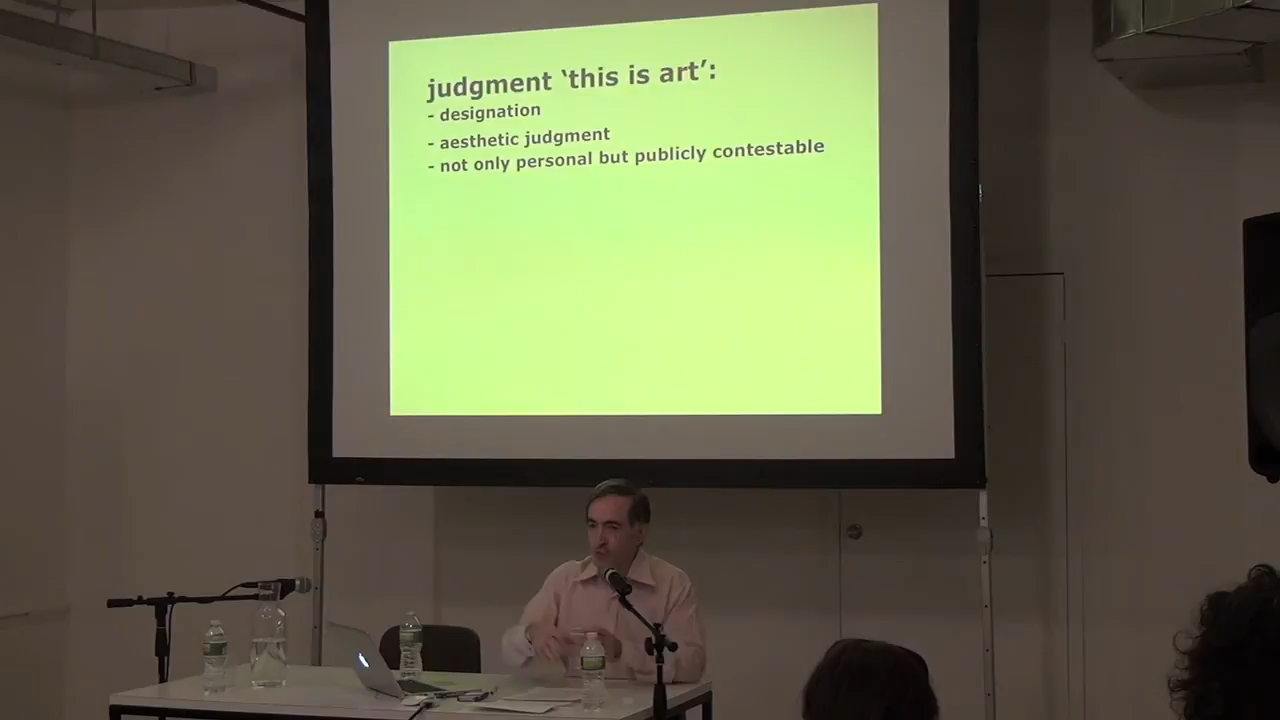 judgment ‘this is art’:
- designation
- aesthetic judgment
- not only personal but publicly contestable